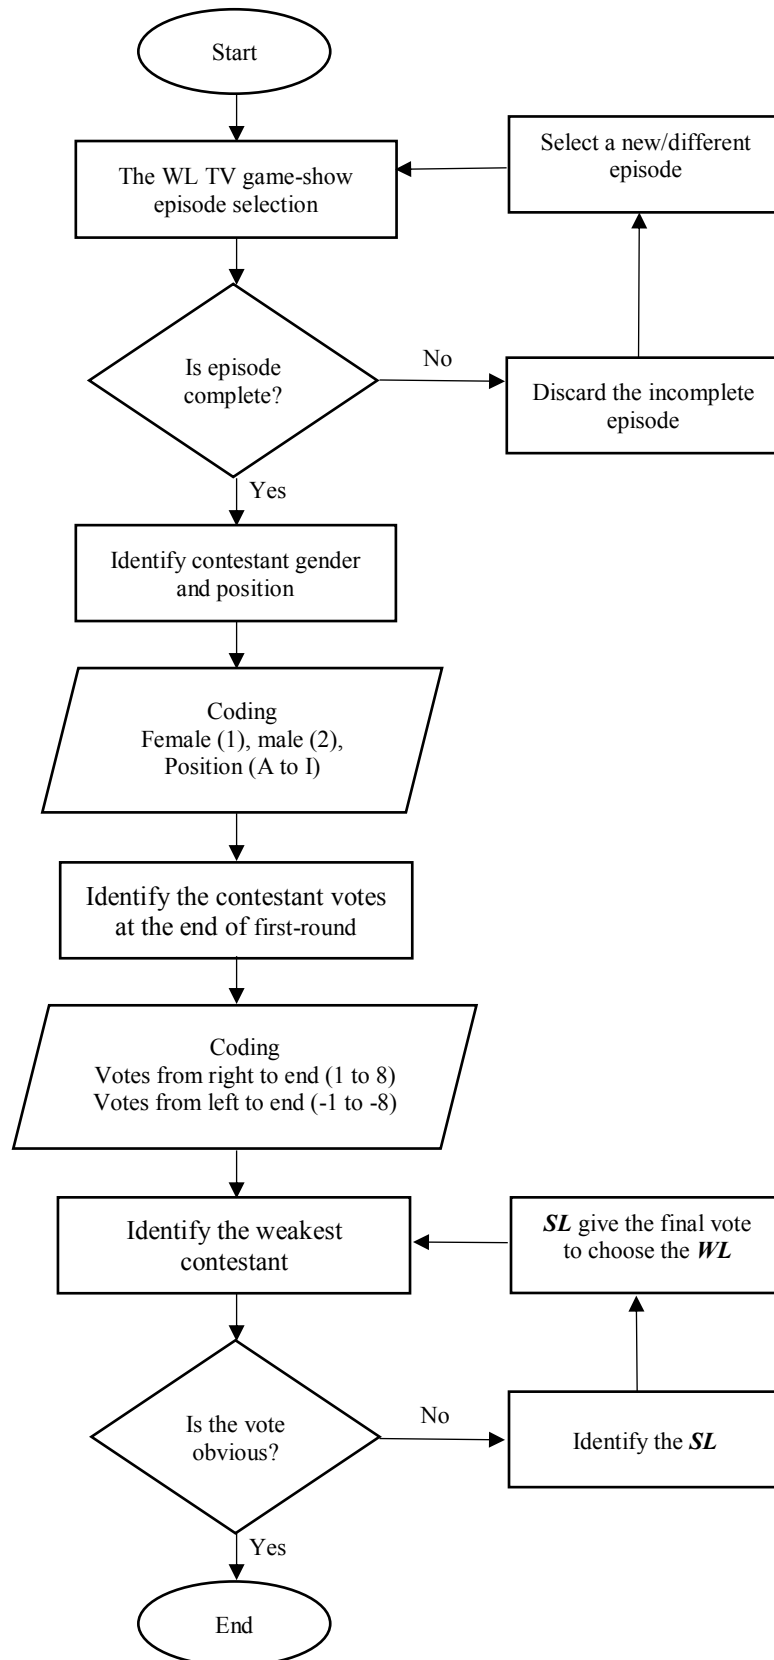 Start
The WL TV game-show
episode selection
Select a new/different
episode
Is episode
complete?
No
Discard the incomplete
episode
Yes
Identify contestant gender
and position
Coding
Female (1), male (2),
Position (A to I)
Identify the contestant votes
at the end of first-round
Coding
Votes from right to end (1 to 8)
Votes from left to end (-1 to -8)
Identify the weakest
contestant
SL give the final vote
to choose the WL
Is the vote
obvious?
No
Identify the SL
Yes
End